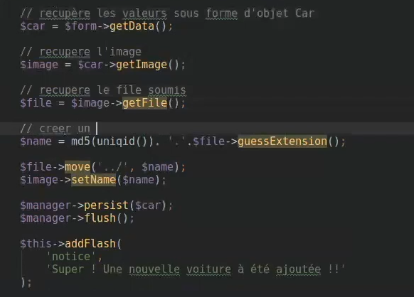 // recupère les valeurs sous forme d'objet Car
$car = $form->getData();
// recupere l'image
$image = $car->getImage();
// recupere le file soumis
$file = $image->getFile();
// creer un
$name = md5(uniqid()). '.'.$file->guessExtension();
$file->move('../', $name);
$image->setName($name);
$manager->persist($car);
$manager->flush();
$this->addFlash(
'notice',
'Super ! Une nouvelle voiture à été ajoutée !!'
);